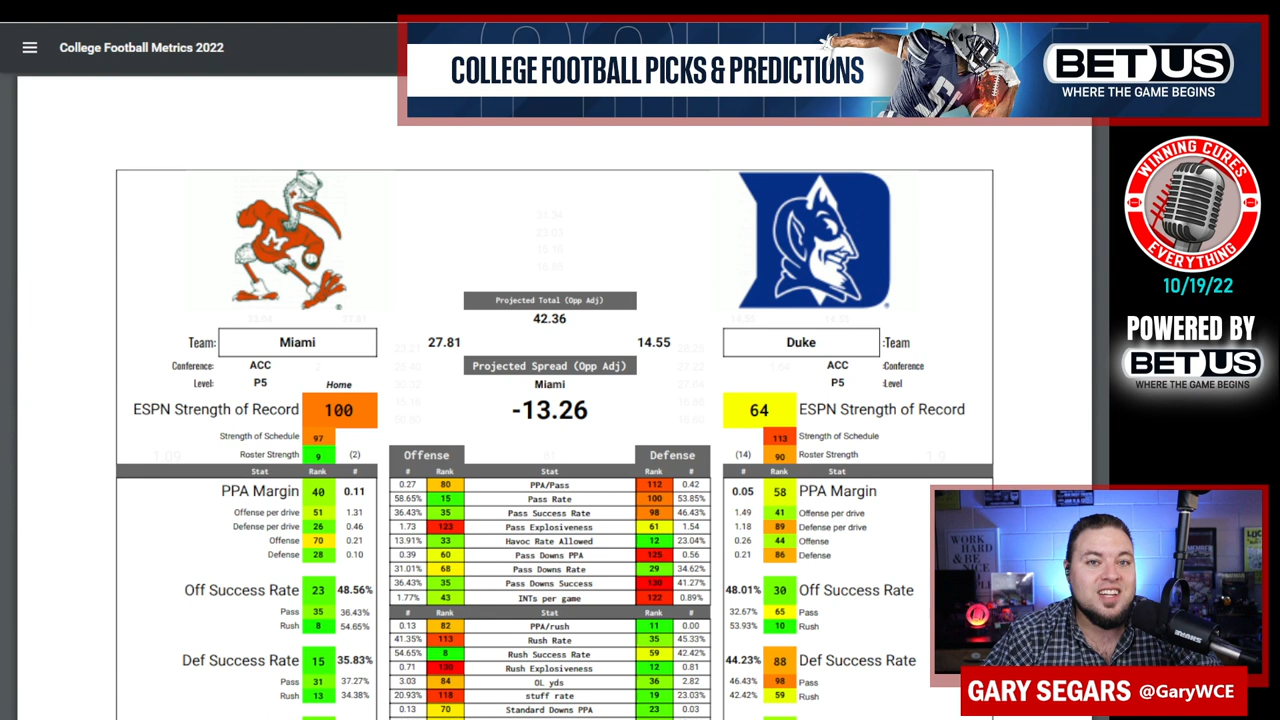 College Football Metrics 2022
COLLEGE FOOTBALL PICKS & PREDICTIONS
BETUS
WHERE THE GAME BEGINS
WINNING CURES
EVERYTHING
10/19/22
POWERED BY
BETUS
WHERE THE GAME BEGINS
Projected Total (Opp Adj)
42.36
Team: Miami 27.81 14.55 Duke :Team
Projected Spread (Opp Adj)
Conference: ACC ACC :Conference
Level: P5 Home Miami P5 :Level
ESPN Strength of Record 100 -13.26 64 ESPN Strength of Record
Strength of Schedule 97 113 Strength of Schedule
Roster Strength 9 (2) (14) 90 Roster Strength
Offense Defense
Stat Rank # # Rank Stat Rank # # Rank Stat
0.27 80 PPA/Pass 112 0.42
PPA Margin 40 0.11 0.05 58 PPA Margin
58.65% 15 Pass Rate 100 53.85%
Offense per drive 51 1.31 36.43% 35 Pass Success Rate 98 46.43% 1.49 41 Offense per drive
Defense per drive 26 0.46 1.73 123 Pass Explosiveness 61 1.54 1.18 89 Defense per drive
Offense 70 0.21 13.91% 33 Havoc Rate Allowed 12 23.04% 0.26 44 Offense
Defense 28 0.10 0.39 60 Pass Downs PPA 125 0.56 0.21 86 Defense
31.01% 68 Pass Downs Rate 29 34.62%
36.43% 35 Pass Downs Success 130 41.27%
Off Success Rate 23 48.56% 48.01% 30 Off Success Rate
1.77% 43 INTs per game 122 0.89%
Pass 35 36.43% # Rank Stat Rank # 32.67% 65 Pass
Rush 8 54.65% 0.13 82 PPA/rush 11 0.00 53.93% 10 Rush
41.35% 113 Rush Rate 35 45.33%
54.65% 8 Rush Success Rate 59 42.42%
Def Success Rate 15 35.83% 44.23% 88 Def Success Rate
0.71 130 Rush Explosiveness 12 0.81
Pass 31 37.27% 3.03 84 OL yds 36 2.82 46.43% 98 Pass
Rush 13 34.38% 20.93% 118 stuff rate 19 23.03% 42.42% 59 Rush
0.13 70 Standard Downs PPA 23 0.03
GARY SEGARS @GaryWCE